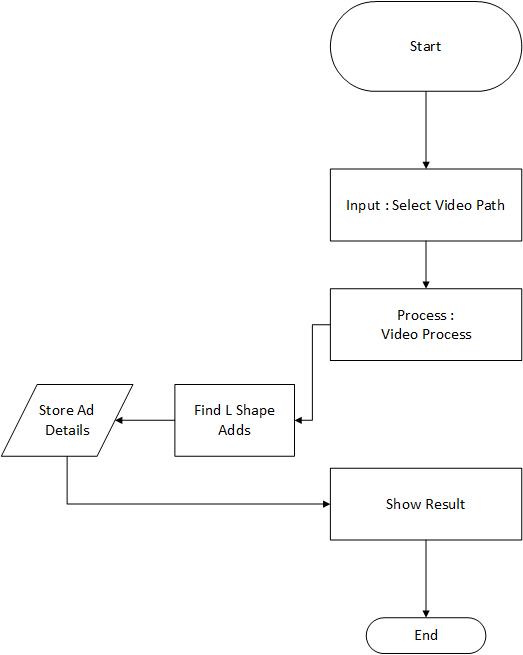 Start
Input : Select Video Path
Process :
Video Process
Find L Shape
Adds
Store Ad
Details
Show Result
End